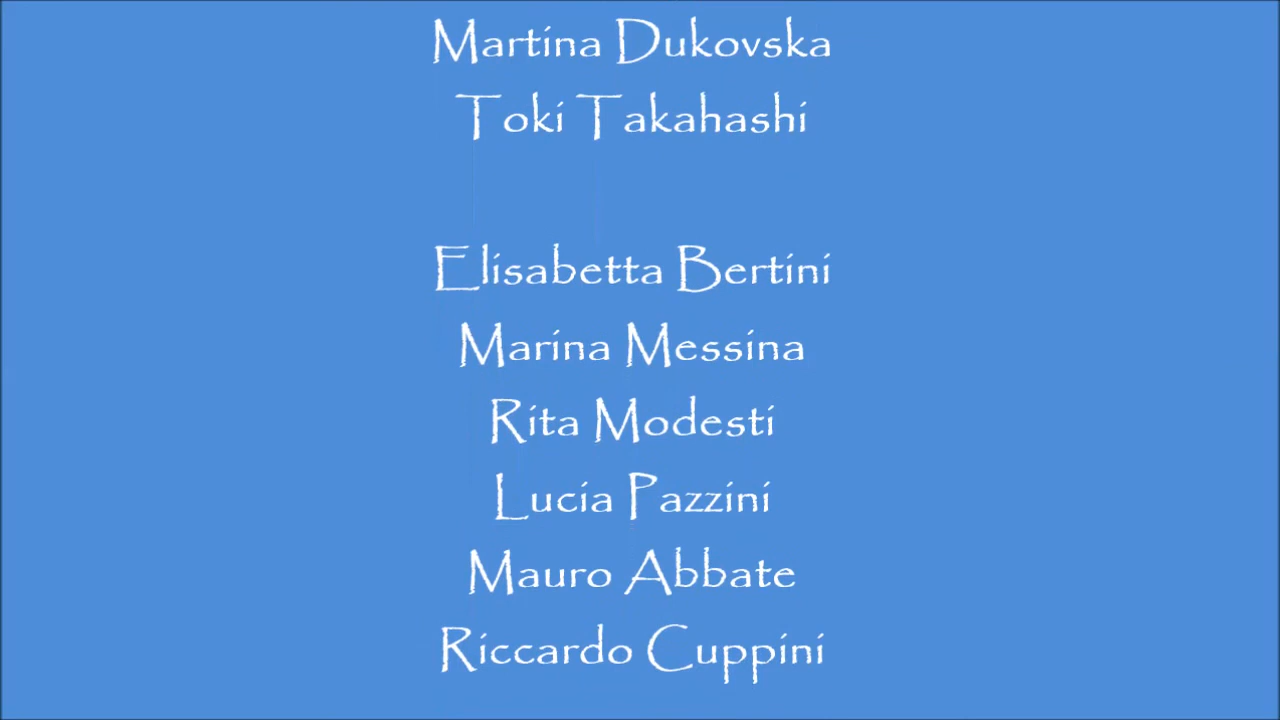 Martina Dukovska
Toki Takahashi
Elisabetta Bertini
Marina Messina
Rita Modesti
Lucia Pazzini
Mauro Abbate
Riccardo Cuppini